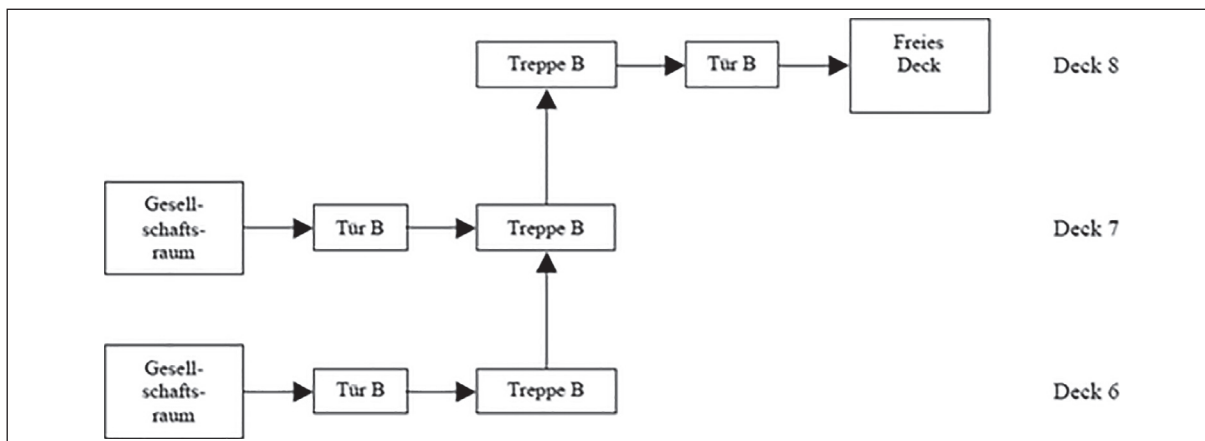 Treppe B
Tür B
Freies
Deck
Deck 8
Gesell-
schafts-
raum
Tür B
Treppe B
Deck 7
Gesell-
schafts-
raum
Tür B
Treppe B
Deck 6